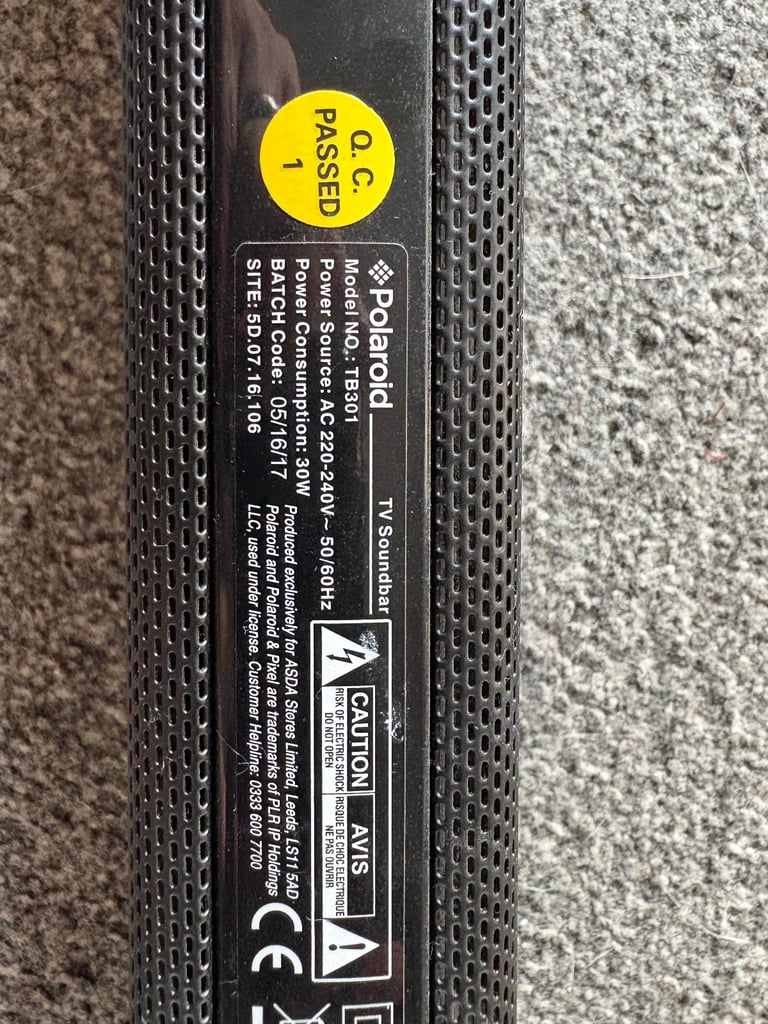 Q. C.
PASSED
1
Polaroid
TV Soundbar
Model NO.: TB301
Power Source: AC 220-240V~ 50/60Hz
Power Consumption: 30W
BATCH Code: 05/16/17
SITE: 5D.07.16.106
CAUTION
RISK OF ELECTRIC SHOCK
DO NOT OPEN
AVIS
RISQUE DE CHOC ELECTRIQUE
NE PAS OUVRIR
Produced exclusively for ASDA Stores Limited, Leeds, LS11 5AD
Polaroid and Polaroid & Pixel are trademarks of PLR IP Holdings
LLC, used under license. Customer Helpline: 0333 600 7700
CE